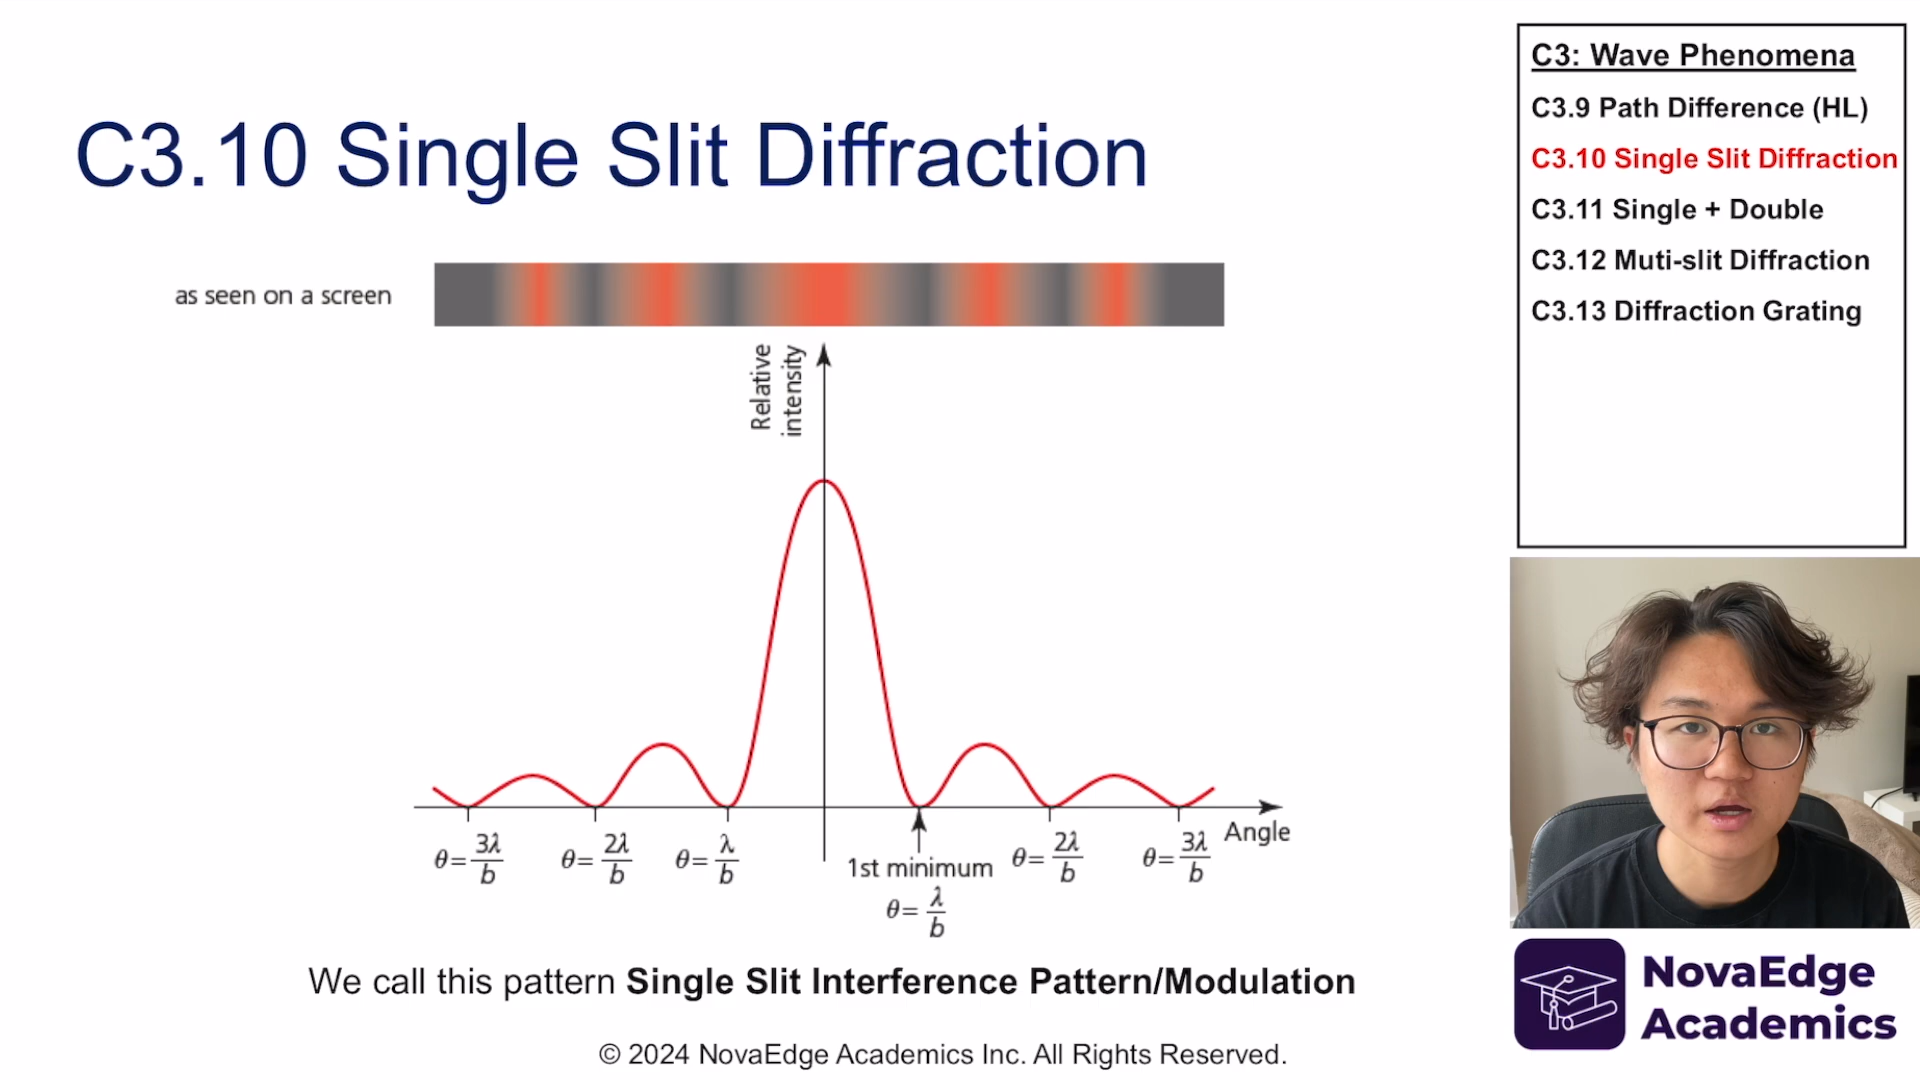 C3.10 Single Slit Diffraction
as seen on a screen
Relative
intensity
θ= 3λ/b
θ= 2λ/b
θ= λ/b
1st minimum
θ= λ/b
θ= 2λ/b
θ= 3λ/b
Angle
We call this pattern Single Slit Interference Pattern/Modulation
© 2024 NovaEdge Academics Inc. All Rights Reserved.
C3: Wave Phenomena
C3.9 Path Difference (HL)
C3.10 Single Slit Diffraction
C3.11 Single + Double
C3.12 Muti-slit Diffraction
C3.13 Diffraction Grating
NovaEdge
Academics